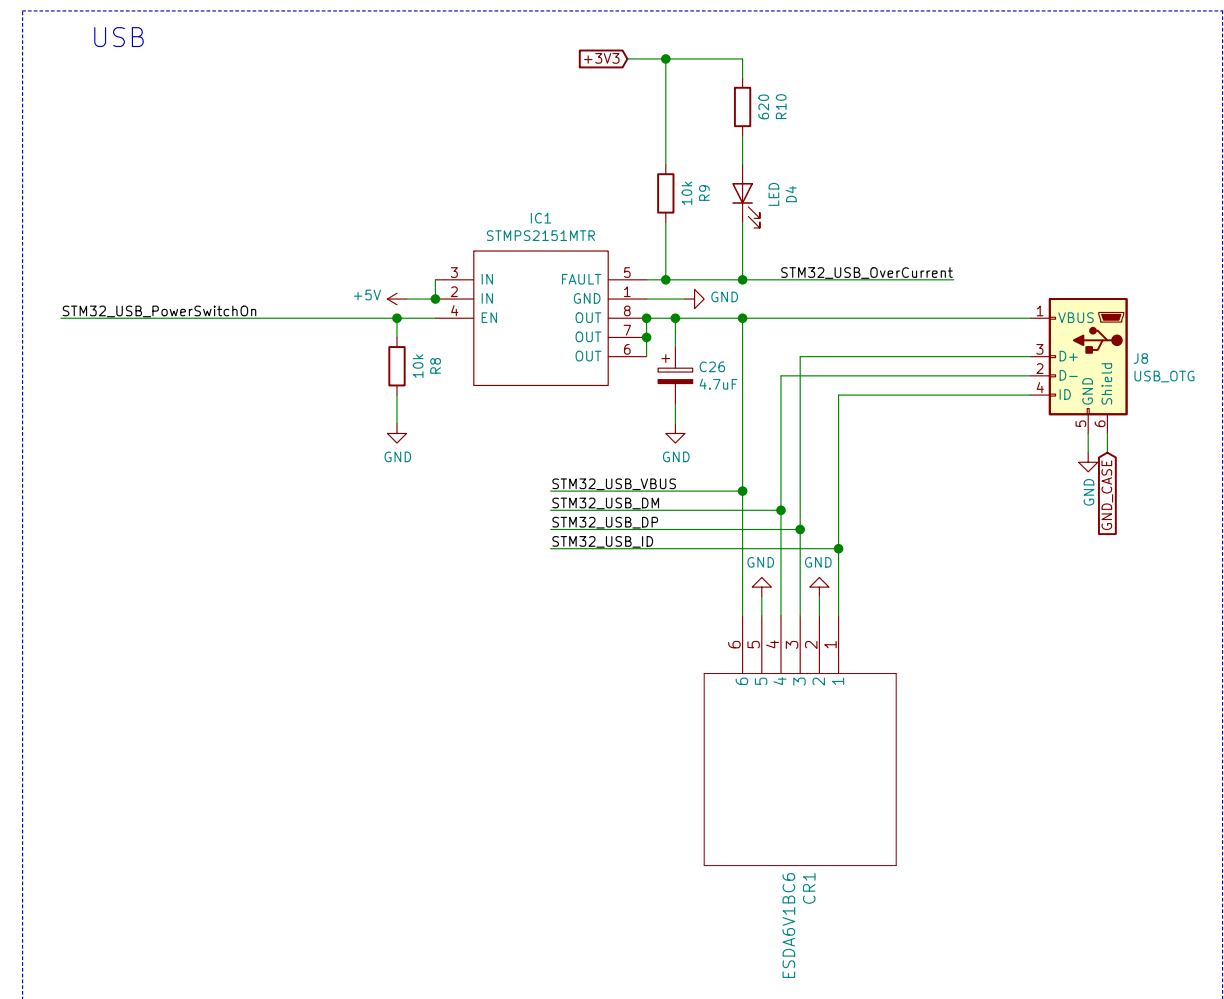 USB
+3V3
620
R10
10k
R9
LED
D4
IC1
STMPS2151MTR
3 IN
2 IN
4 EN
FAULT 5
GND 1
OUT 8
OUT 7
OUT 6
+5V
GND
STM32_USB_OverCurrent
STM32_USB_PowerSwitchOn
10k
R8
GND
+
C26
4.7uF
GND
1 VBUS
3 D+
2 D-
4 ID
GND
Shield
5
6
J8
USB_OTG
GND
GND_CASE
STM32_USB_VBUS
STM32_USB_DM
STM32_USB_DP
STM32_USB_ID
GND
GND
6 5 4 3 2 1
6 5 4 3 2 1
ESDA6V1BC6
CR1